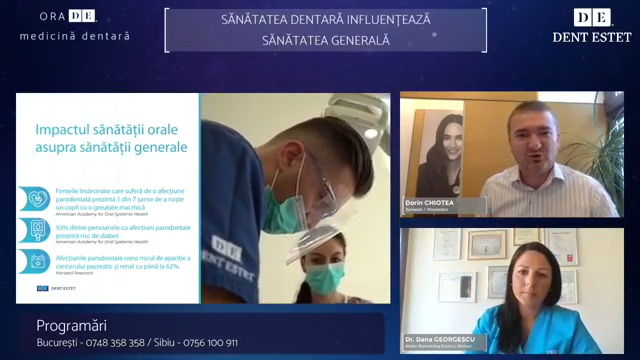 ORA DE
medicină dentară
SĂNĂTATEA DENTARĂ INFLUENŢEAZĂ
SĂNĂTATEA GENERALĂ
D E
DENT ESTET
Impactul sănătății orale
asupra sănătății generale
Femeile însărcinate care suferă de o afecțiune
parodontală prezintă 1 din 7 șanse de a naște
un copil cu o greutate mai mică
American Academy for Oral Systemic Health
93% dintre persoanele cu afecțiuni parodontale
prezintă risc de diabet
American Academy for Oral Systemic Health
Afecțiunile parodontale cresc riscul de apariție a
cancerului pacreatic și renal cu până la 62%
Harvard Research
DENT ESTET
D E
DENT ESTET
Dorin CHIOTEA
Jurnalist / Moderator
Dr. Dana GEORGESCU
Programări
București - 0748 358 358 / Sibiu - 0756 100 911